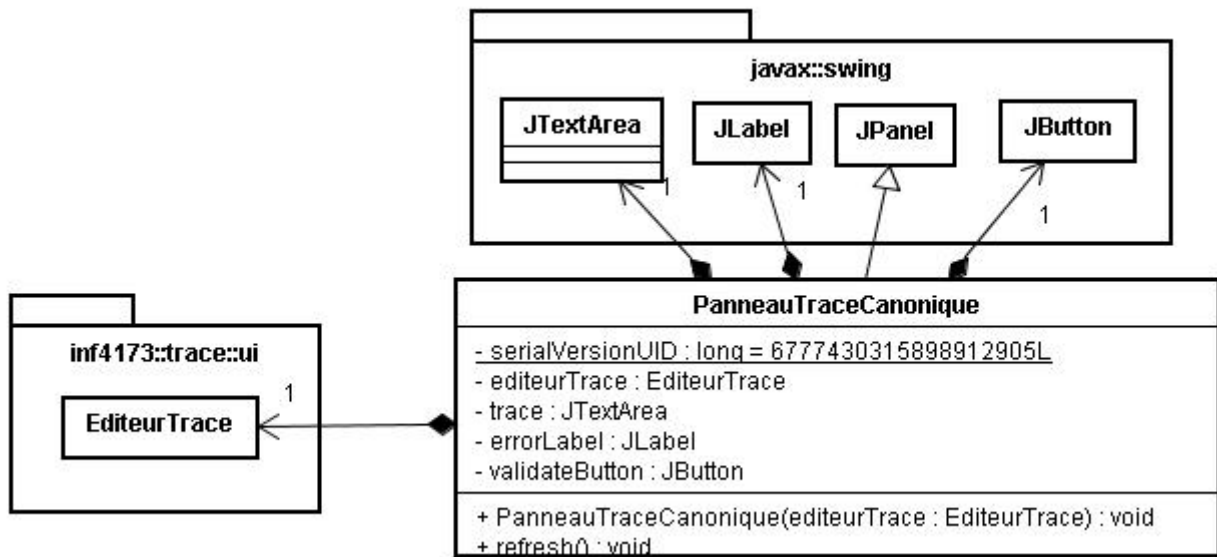 javax::swing
JTextArea
JLabel
JPanel
JButton
1
1
1
PanneauTraceCanonique
- serialVersionUID : long = 6777430315898912905L
- editeurTrace : EditeurTrace
- trace : JTextArea
- errorLabel : JLabel
- validateButton : JButton
+ PanneauTraceCanonique(editeurTrace : EditeurTrace) : void
+ refresh() : void
inf4173::trace::ui
EditeurTrace
1